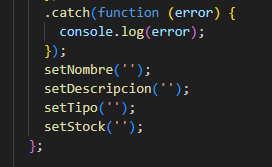 .catch(function (error) {
console.log(error);
});
setNombre('');
setDescripcion('');
setTipo('');
setStock('');
};